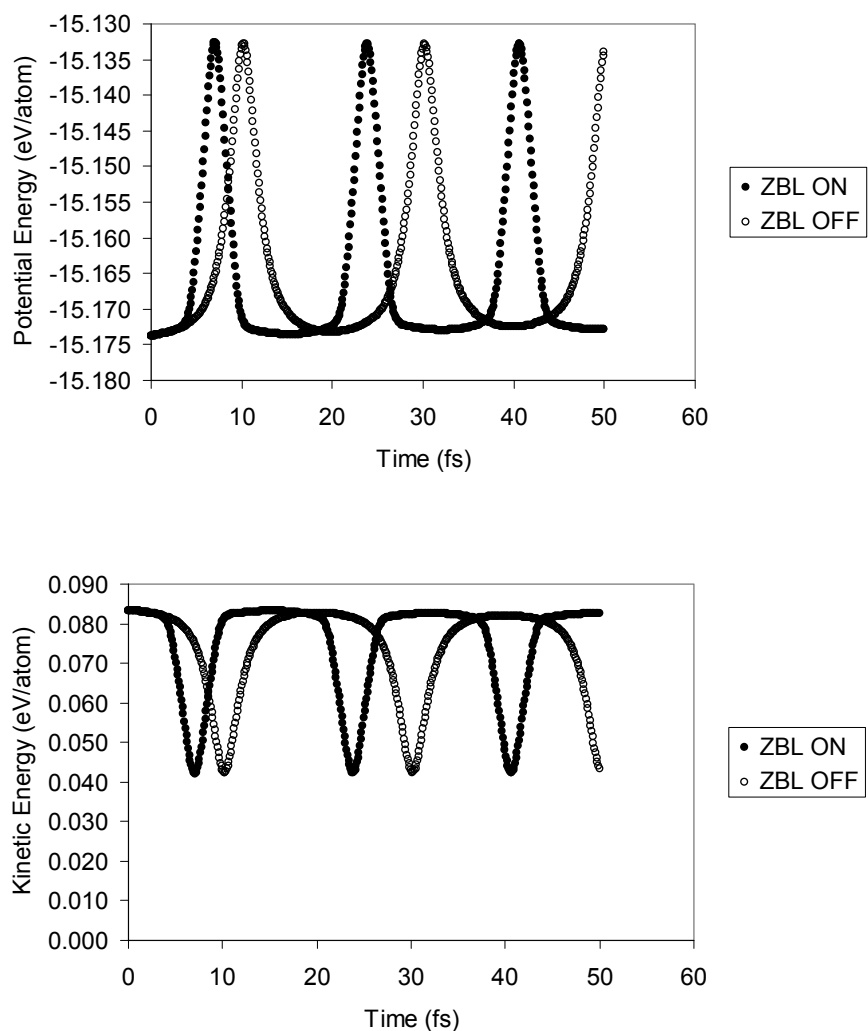 -15.130
-15.135
-15.140
-15.145
-15.150
-15.155
-15.160
-15.165
-15.170
-15.175
-15.180
Potential Energy (eV/atom)
0 10 20 30 40 50 60
Time (fs)
ZBL ON
ZBL OFF
0.090
0.080
0.070
0.060
0.050
0.040
0.030
0.020
0.010
0.000
Kinetic Energy (eV/atom)
0 10 20 30 40 50 60
Time (fs)
ZBL ON
ZBL OFF